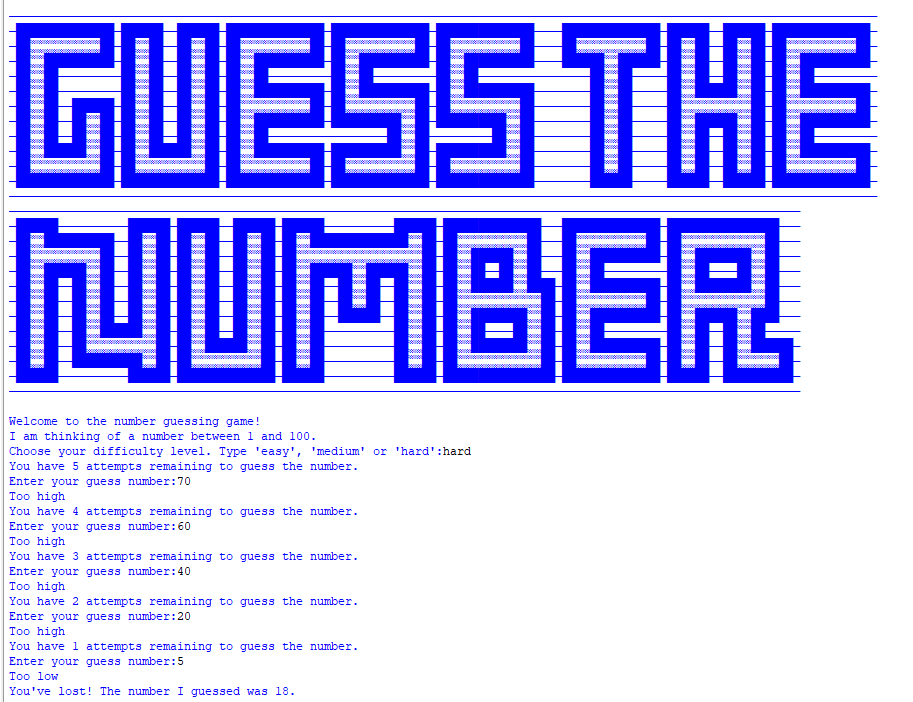 GUESS THE
NUMBER
Welcome to the number guessing game!
I am thinking of a number between 1 and 100.
Choose your difficulty level. Type 'easy', 'medium' or 'hard':hard
You have 5 attempts remaining to guess the number.
Enter your guess number:70
Too high
You have 4 attempts remaining to guess the number.
Enter your guess number:60
Too high
You have 3 attempts remaining to guess the number.
Enter your guess number:40
Too high
You have 2 attempts remaining to guess the number.
Enter your guess number:20
Too high
You have 1 attempts remaining to guess the number.
Enter your guess number:5
Too low
You've lost! The number I guessed was 18.